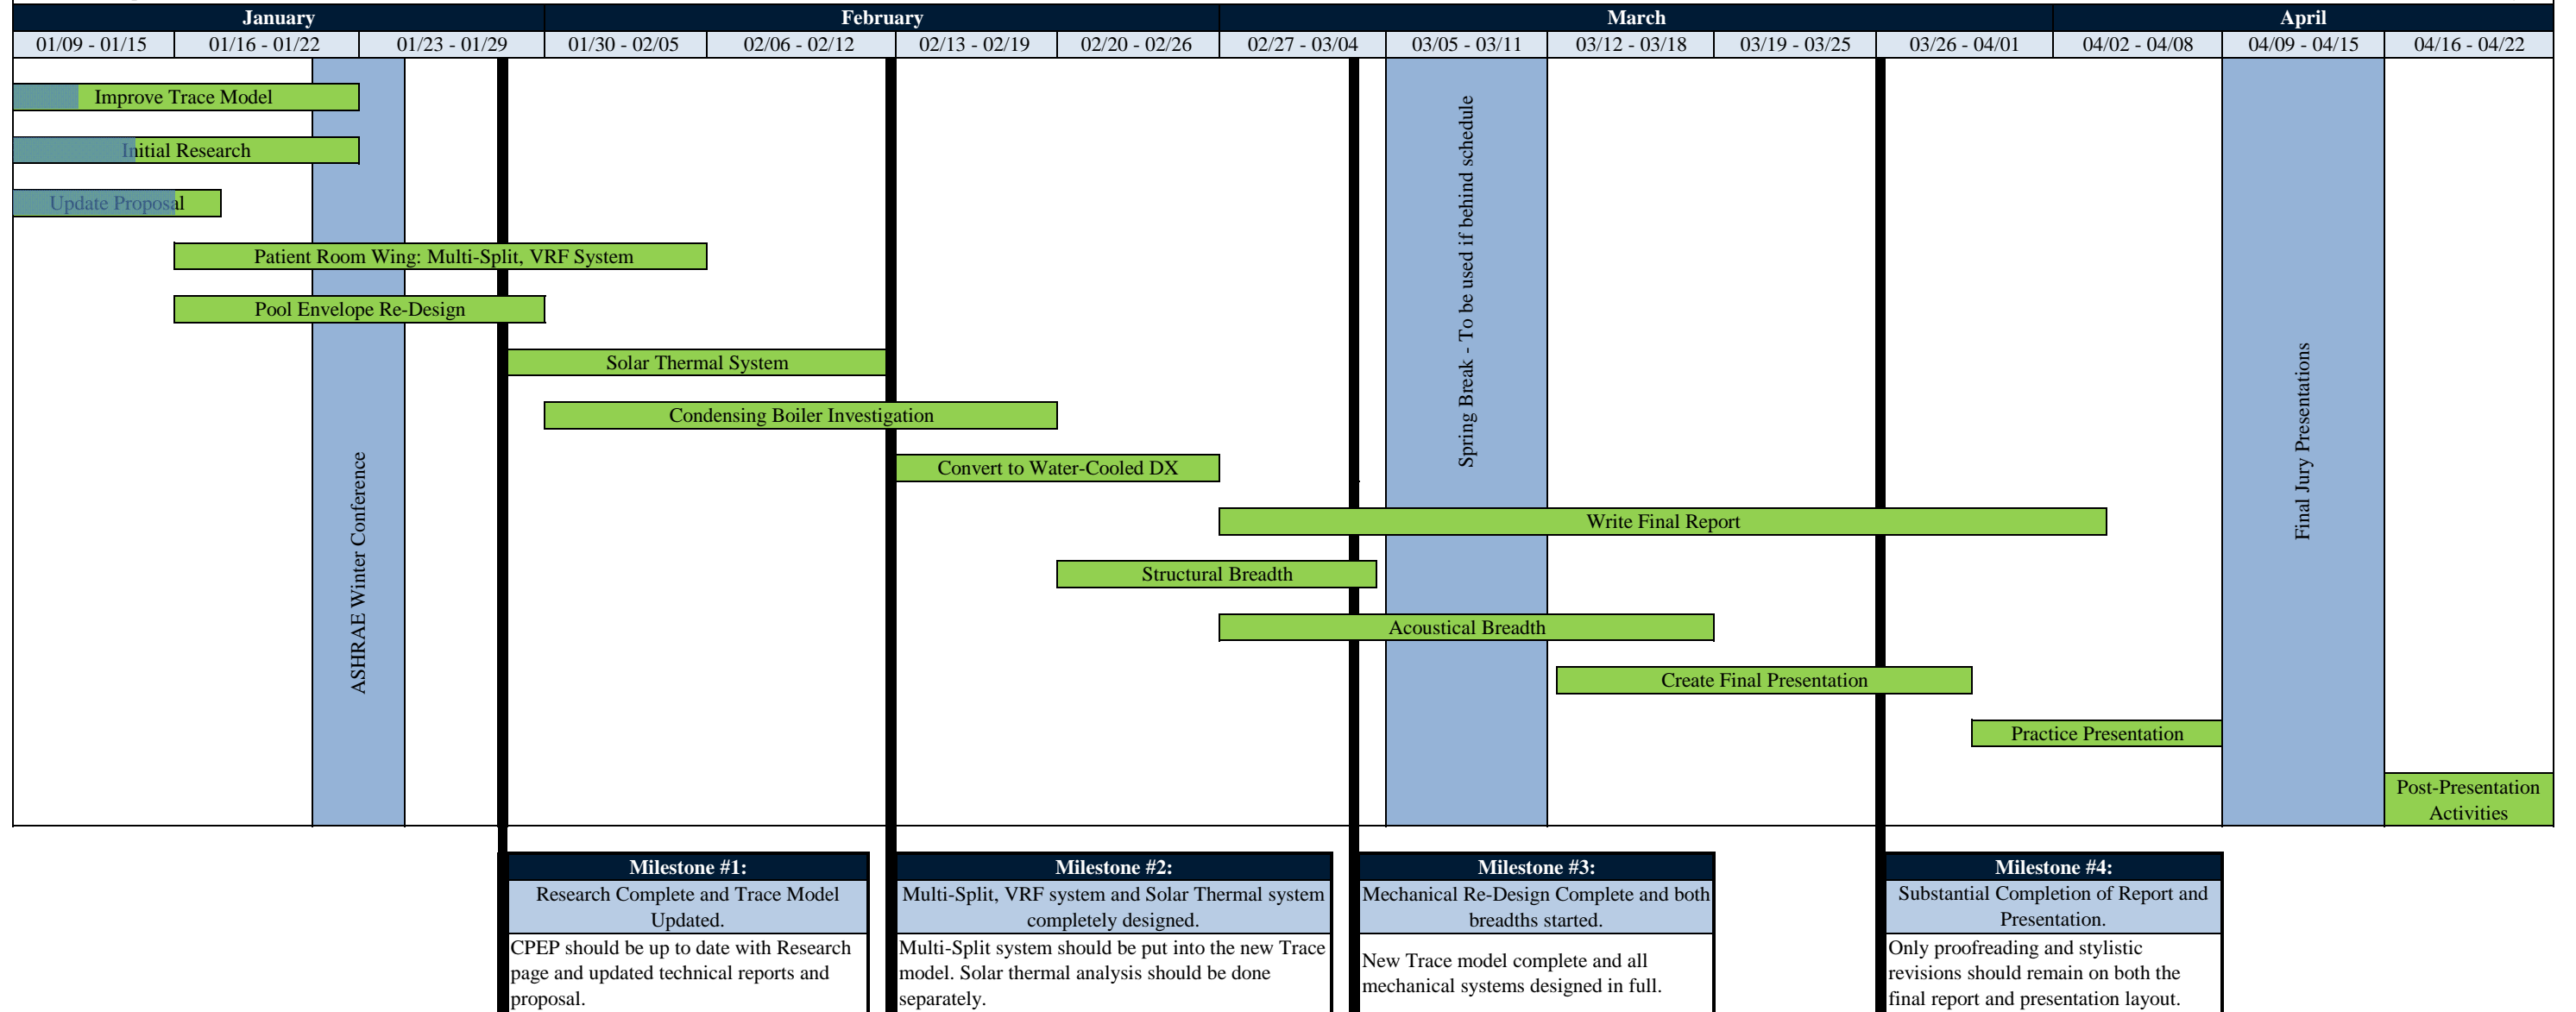 January February March April
01/09 - 01/15 01/16 - 01/22 01/23 - 01/29 01/30 - 02/05 02/06 - 02/12 02/13 - 02/19 02/20 - 02/26 02/27 - 03/04 03/05 - 03/11 03/12 - 03/18 03/19 - 03/25 03/26 - 04/01 04/02 - 04/08 04/09 - 04/15 04/16 - 04/22
Improve Trace Model
Initial Research
Update Proposal
Patient Room Wing: Multi-Split, VRF System
Pool Envelope Re-Design
Solar Thermal System
Condensing Boiler Investigation
Convert to Water-Cooled DX
Write Final Report
Structural Breadth
Acoustical Breadth
Create Final Presentation
Practice Presentation
Post-Presentation
Activities
ASHRAE Winter Conference
Spring Break - To be used if behind schedule
Final Jury Presentations
Milestone #1:
Research Complete and Trace Model
Updated.
CPEP should be up to date with Research
page and updated technical reports and
proposal.
Milestone #2:
Multi-Split, VRF system and Solar Thermal system
completely designed.
Multi-Split system should be put into the new Trace
model. Solar thermal analysis should be done
separately.
Milestone #3:
Mechanical Re-Design Complete and both
breadths started.
New Trace model complete and all
mechanical systems designed in full.
Milestone #4:
Substantial Completion of Report and
Presentation.
Only proofreading and stylistic
revisions should remain on both the
final report and presentation layout.